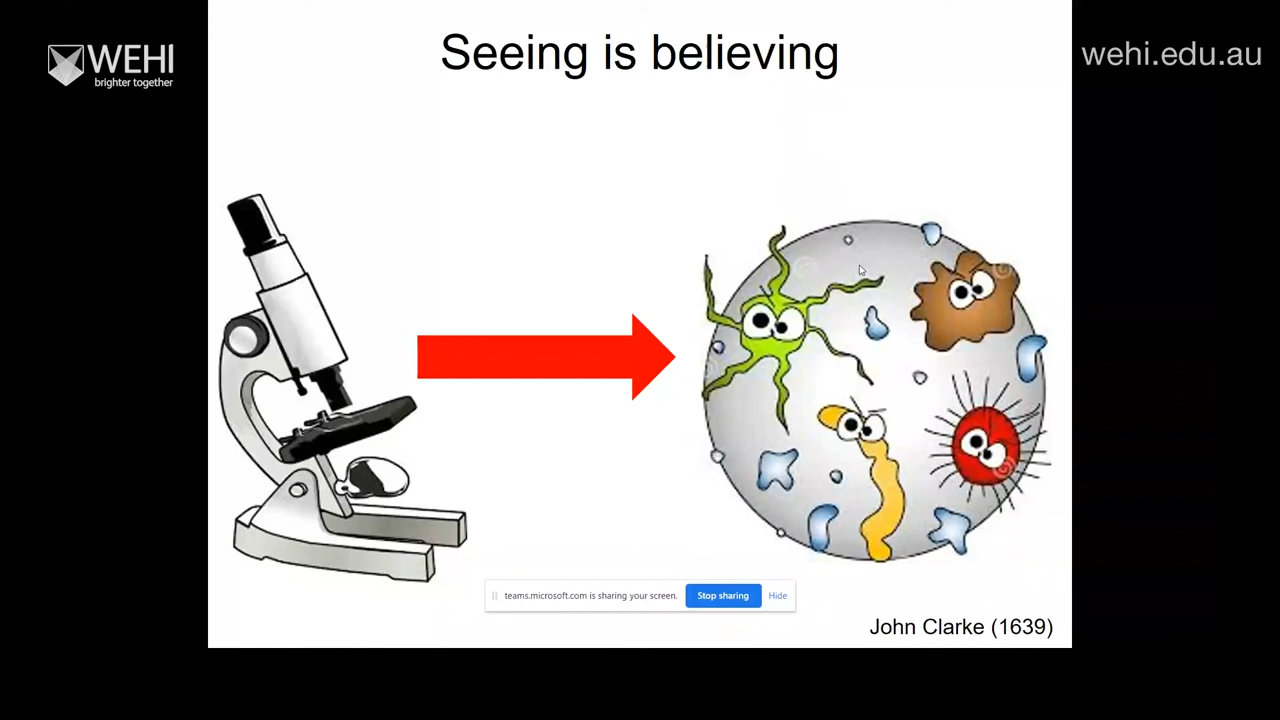 WEHI
brighter together
Seeing is believing
wehi.edu.au
teams.microsoft.com is sharing your screen.
Stop sharing
Hide
John Clarke (1639)